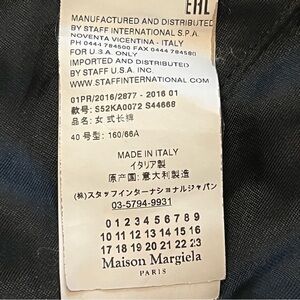 EAC
MANUFACTURED AND DISTRIBUTED
BY STAFF INTERNATIONAL S.P.A.
NOVENTA VICENTINA - ITALY
PH 0444 784500 FAX 0444 784580
FOR U.S.A. ONLY
IMPORTED AND DISTRIBUTED
BY STAFF U.S.A. INC.
WWW.STAFFINTERNATIONAL.COM
01PR/2016/2877 - 2016 01
款号: S52KA0072 S44668
品名: 女式长裤
40 号型: 160/66A
MADE IN ITALY
イタリア製
原产国: 意大利制造
(株)スタッフインターナショナルジャパン
03-5794-9931
0 1 2 3 4 5 6 7 8 9
10 11 12 13 14 15 16
17 18 19 20 21 22 23
Maison Margiela
PARIS